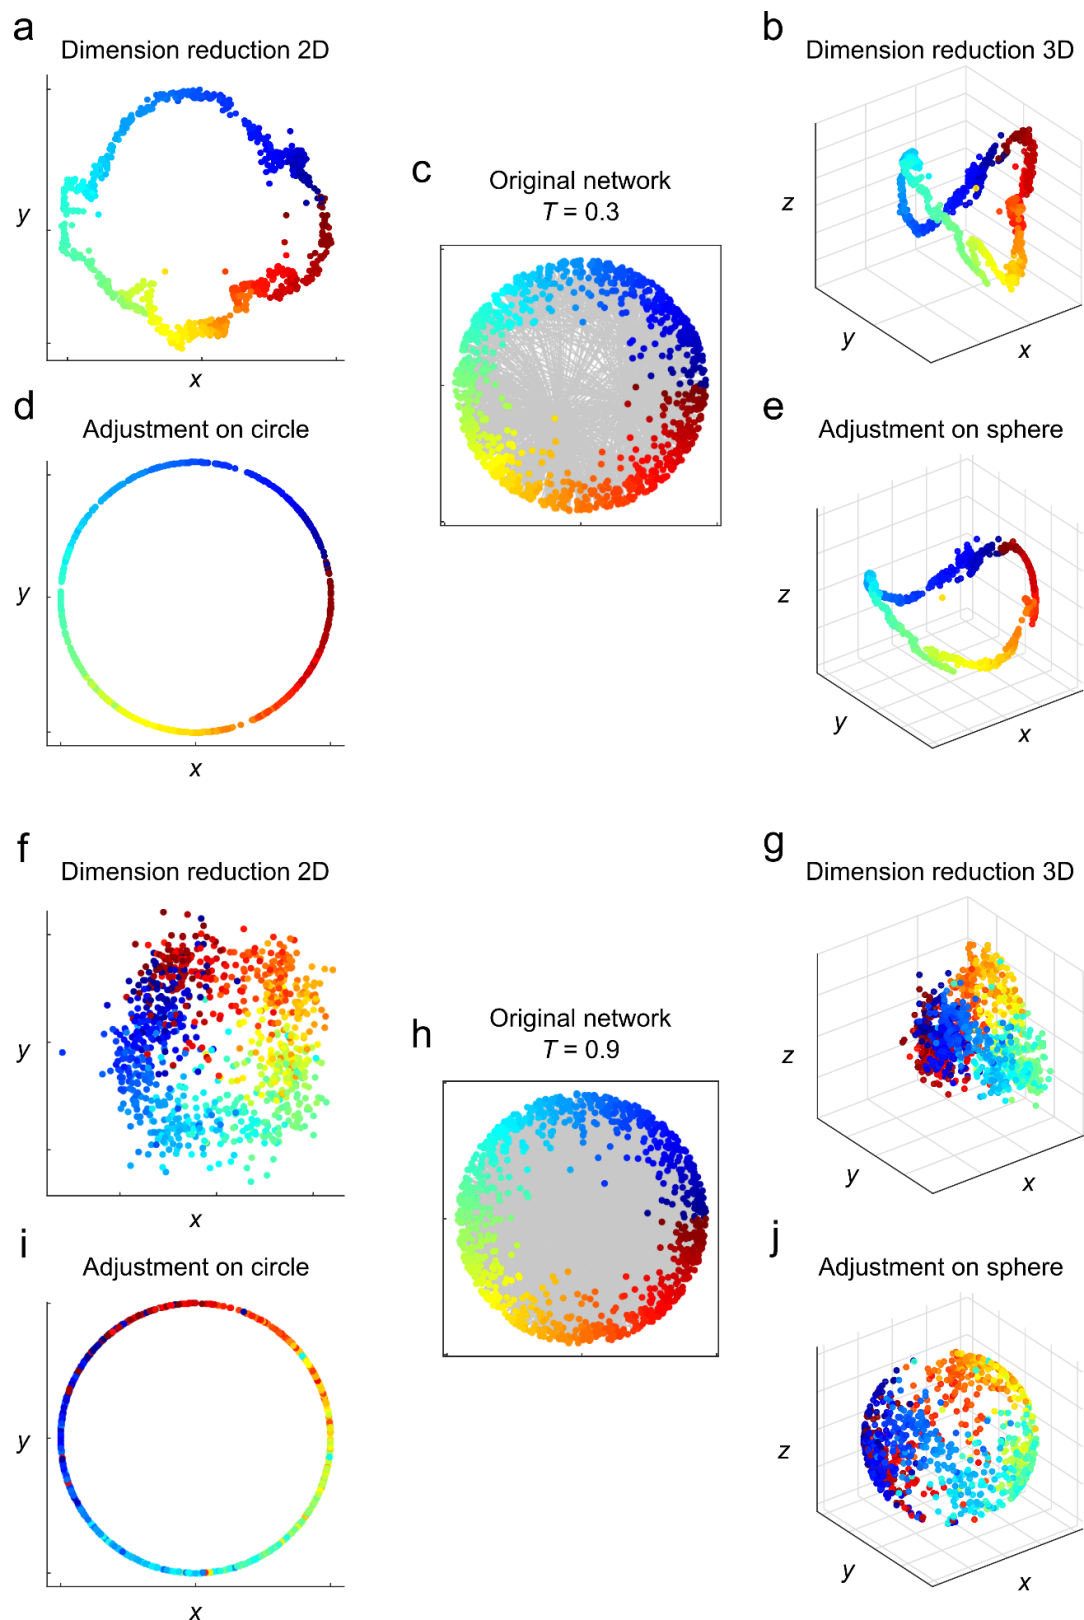 a
Dimension reduction 2D
y
x
b
Dimension reduction 3D
z
y
x
c
Original network
T = 0.3
d
Adjustment on circle
y
x
e
Adjustment on sphere
z
y
x
f
Dimension reduction 2D
y
x
g
Dimension reduction 3D
z
y
x
h
Original network
T = 0.9
i
Adjustment on circle
y
x
j
Adjustment on sphere
z
y
x